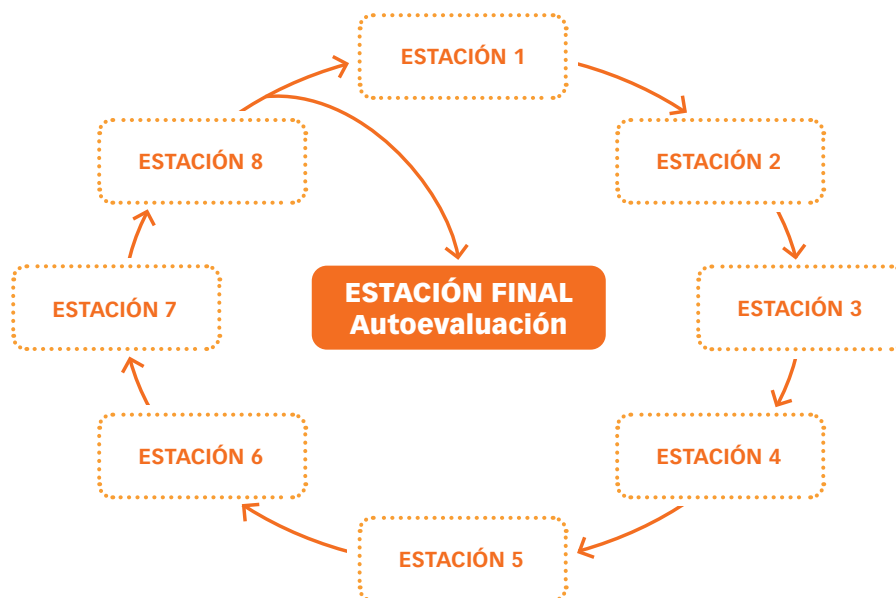 ESTACIÓN 1
ESTACIÓN 2
ESTACIÓN 3
ESTACIÓN 4
ESTACIÓN 5
ESTACIÓN 6
ESTACIÓN 7
ESTACIÓN 8
ESTACIÓN FINAL
Autoevaluación